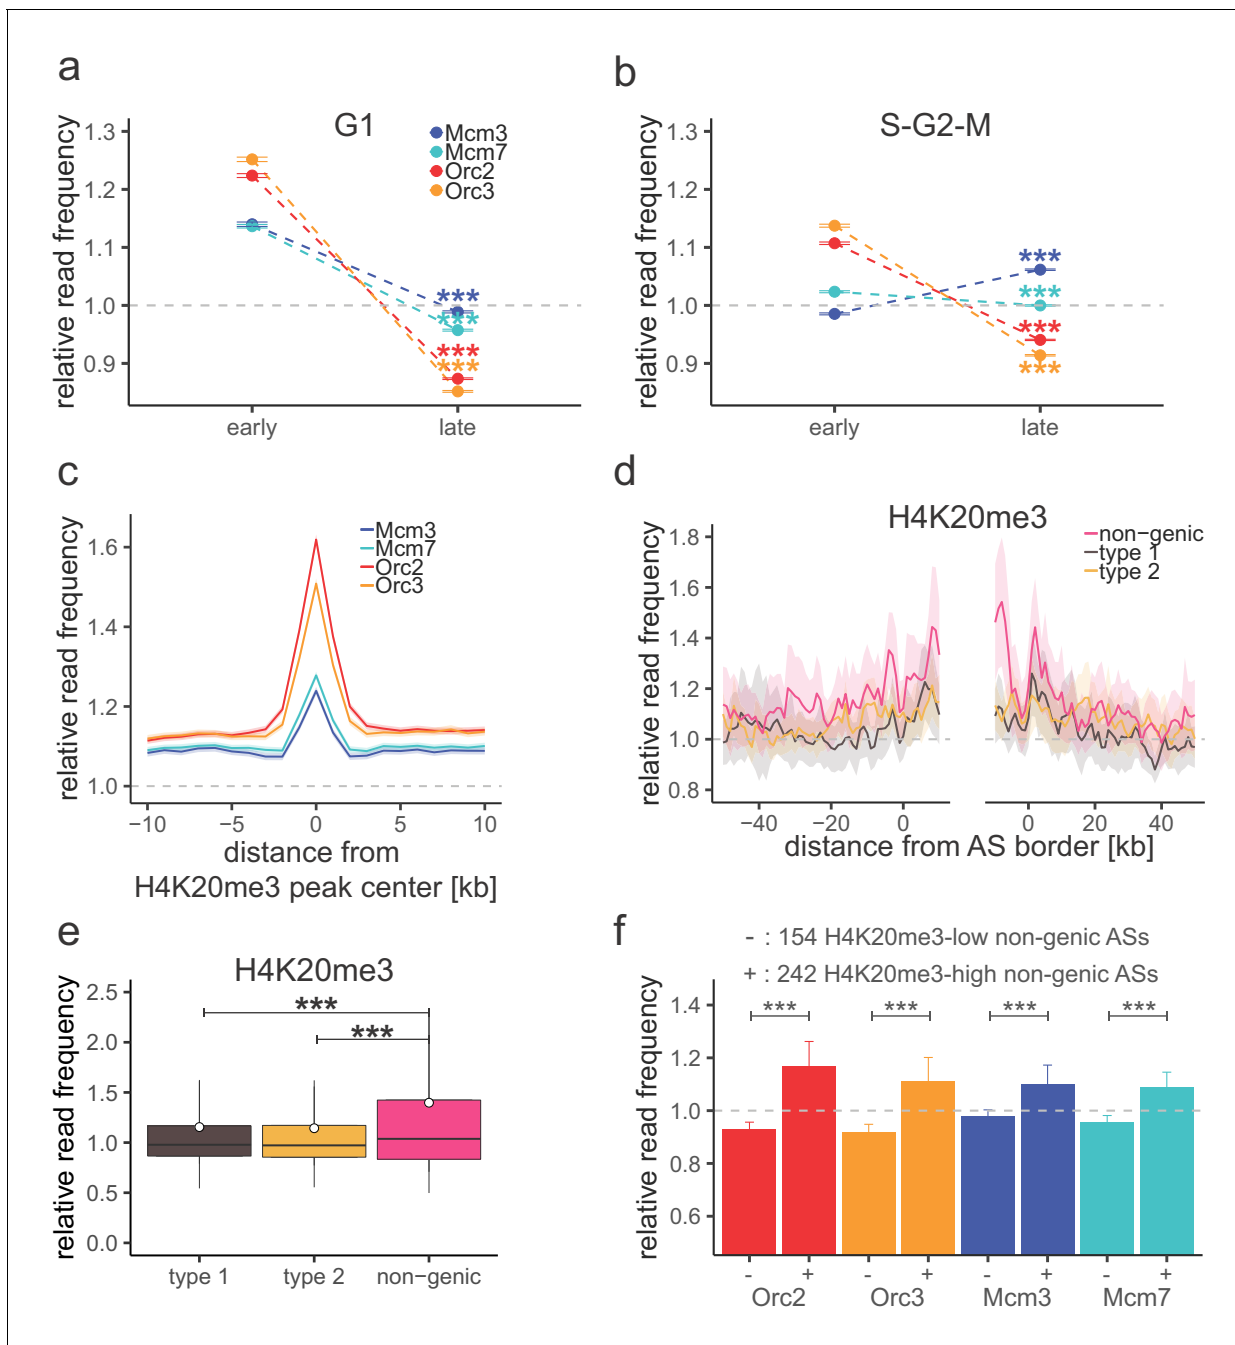 a
G1
relative read frequency
1.3
1.2
1.1
1.0
0.9
Mcm3
Mcm7
Orc2
Orc3
***
***
***
***
early
late
b
S-G2-M
relative read frequency
1.3
1.2
1.1
1.0
0.9
***
***
***
***
early
late
c
relative read frequency
1.6
1.4
1.2
1.0
Mcm3
Mcm7
Orc2
Orc3
−10
−5
0
5
10
distance from
H4K20me3 peak center [kb]
d
H4K20me3
relative read frequency
1.8
1.6
1.4
1.2
1.0
0.8
non−genic
type 1
type 2
−40
−20
0
0
20
40
distance from AS border [kb]
e
H4K20me3
relative read frequency
2.5
2.0
1.5
1.0
0.5
0.0
***
***
type 1
type 2
non-genic
f
- : 154 H4K20me3-low non-genic ASs
+ : 242 H4K20me3-high non-genic ASs
relative read frequency
1.4
1.2
1.0
0.8
0.6
***
***
***
***
- + - + - + - +
Orc2 Orc3 Mcm3 Mcm7